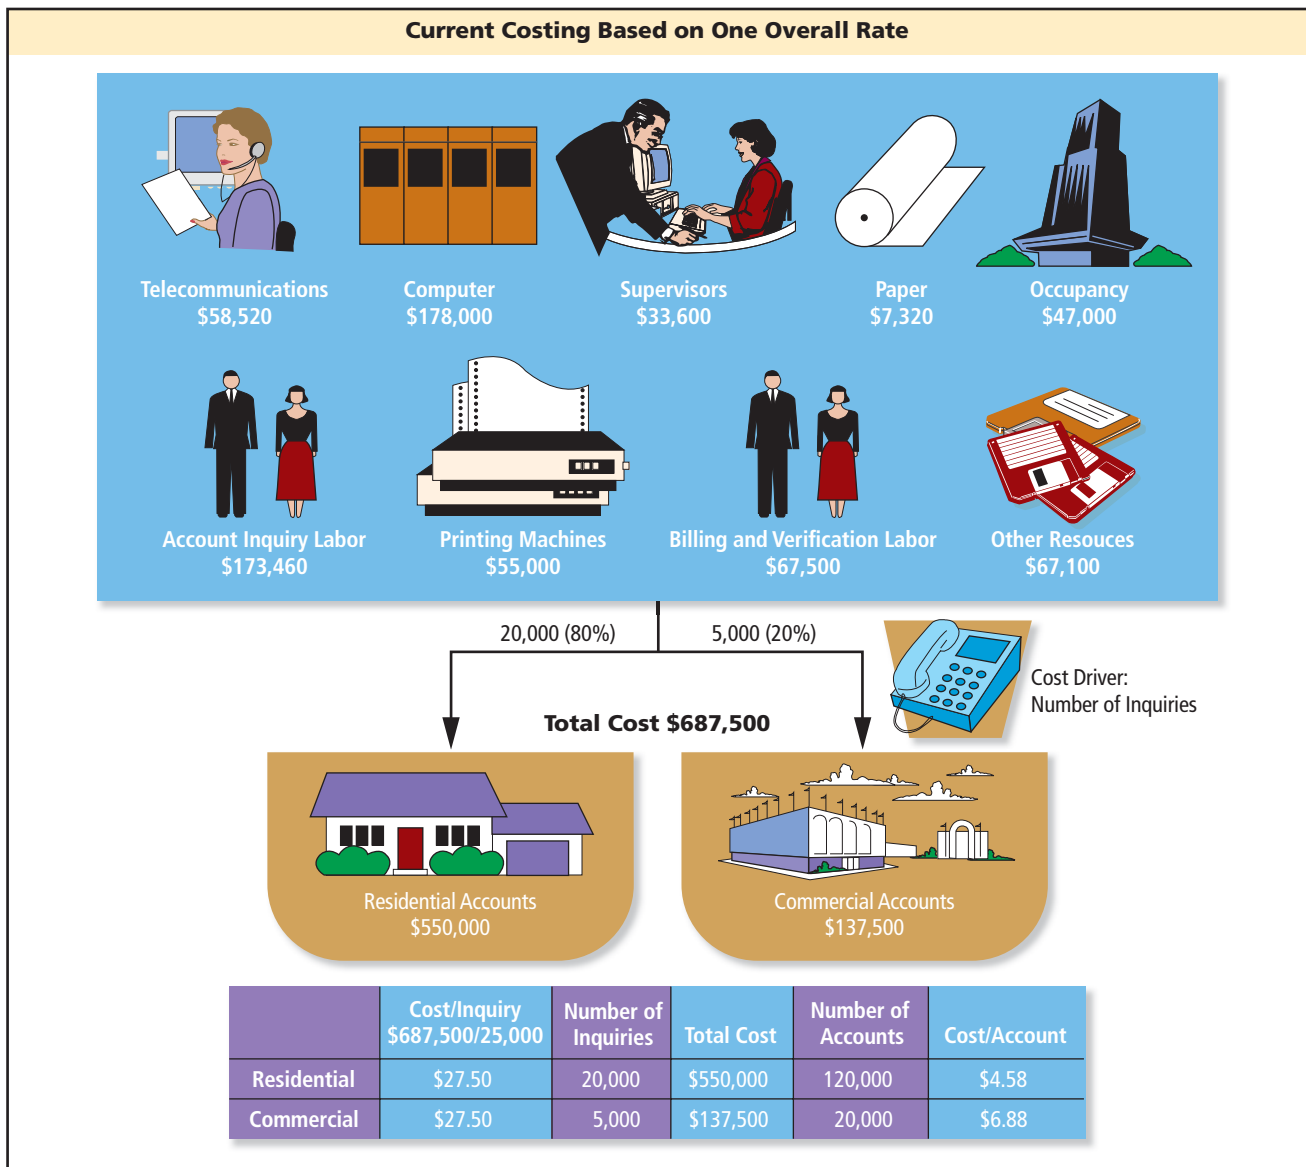 Current Costing Based on One Overall Rate
Telecommunications
$58,520
Computer
$178,000
Supervisors
$33,600
Paper
$7,320
Occupancy
$47,000
Account Inquiry Labor
$173,460
Printing Machines
$55,000
Billing and Verification Labor
$67,500
Other Resouces
$67,100
20,000 (80%)
5,000 (20%)
Cost Driver:
Number of Inquiries
Total Cost $687,500
Residential Accounts
$550,000
Commercial Accounts
$137,500
Cost/Inquiry
$687,500/25,000
Number of
Inquiries
Total Cost
Number of
Accounts
Cost/Account
Residential $27.50 20,000 $550,000 120,000 $4.58
Commercial $27.50 5,000 $137,500 20,000 $6.88